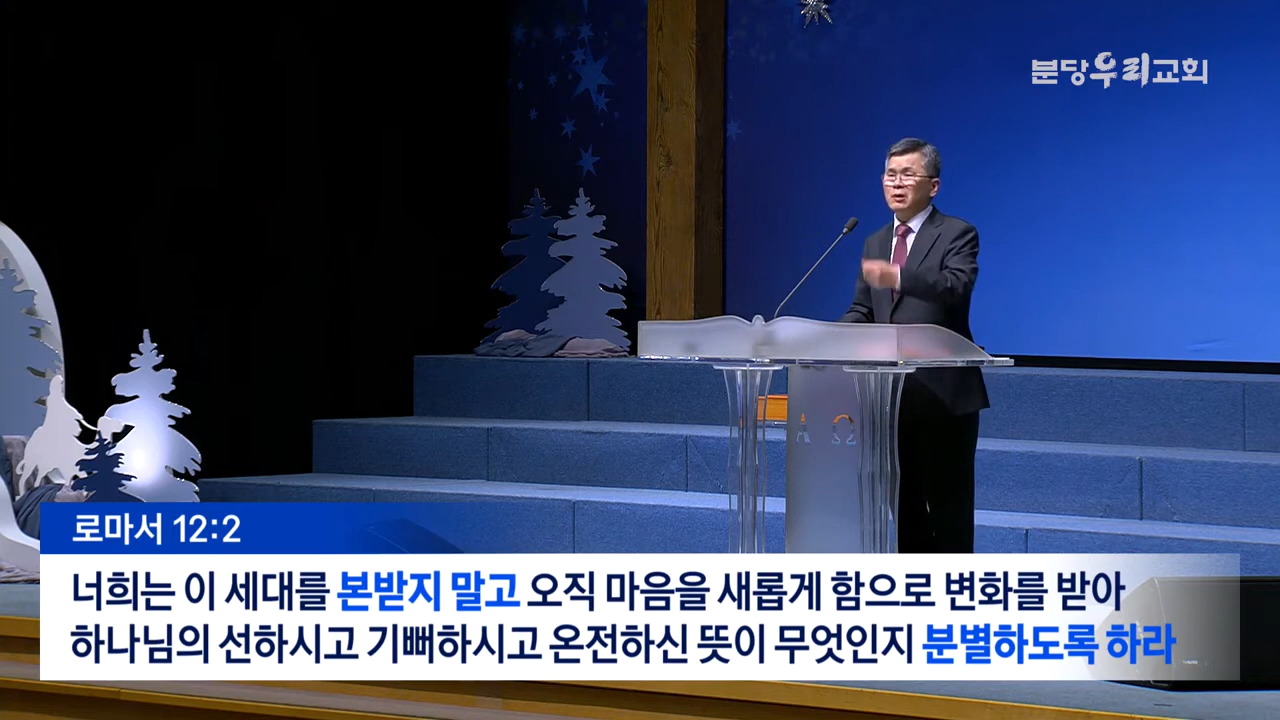 분당우리교회
Α Ω
로마서 12:2
너희는 이 세대를 본받지 말고 오직 마음을 새롭게 함으로 변화를 받아
하나님의 선하시고 기뻐하시고 온전하신 뜻이 무엇인지 분별하도록 하라